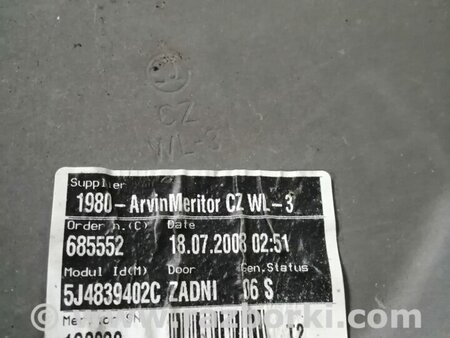 CZ
WL-3
Supplier
1980-ArvinMeritor CZ WL-3
Order n.(C) Date
685552 18.07.2008 02:51
Modul Id(M) Door Gen.Status
5J4839402C ZADNI 06 S